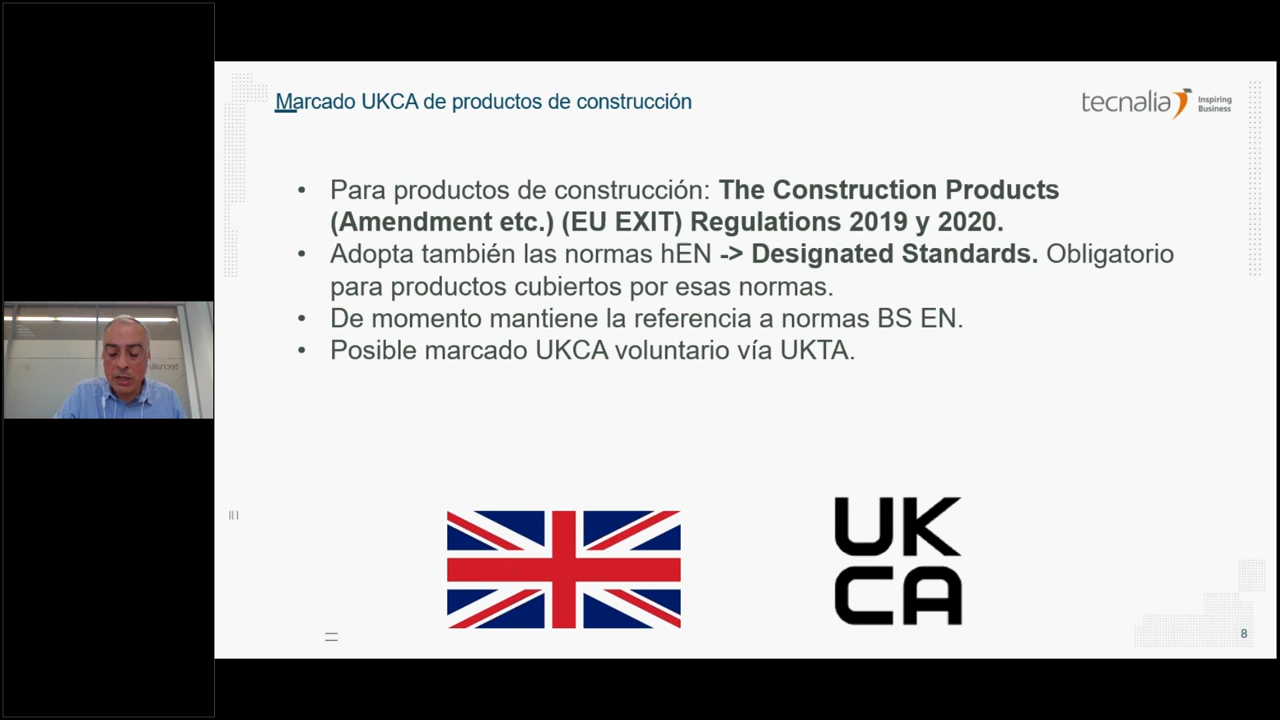 Marcado UKCA de productos de construcción
tecnalia
Inspiring
Business
• Para productos de construcción: The Construction Products
(Amendment etc.) (EU EXIT) Regulations 2019 y 2020.
• Adopta también las normas hEN -> Designated Standards. Obligatorio
para productos cubiertos por esas normas.
• De momento mantiene la referencia a normas BS EN.
• Posible marcado UKCA voluntario vía UKTA.
UK
CA
8